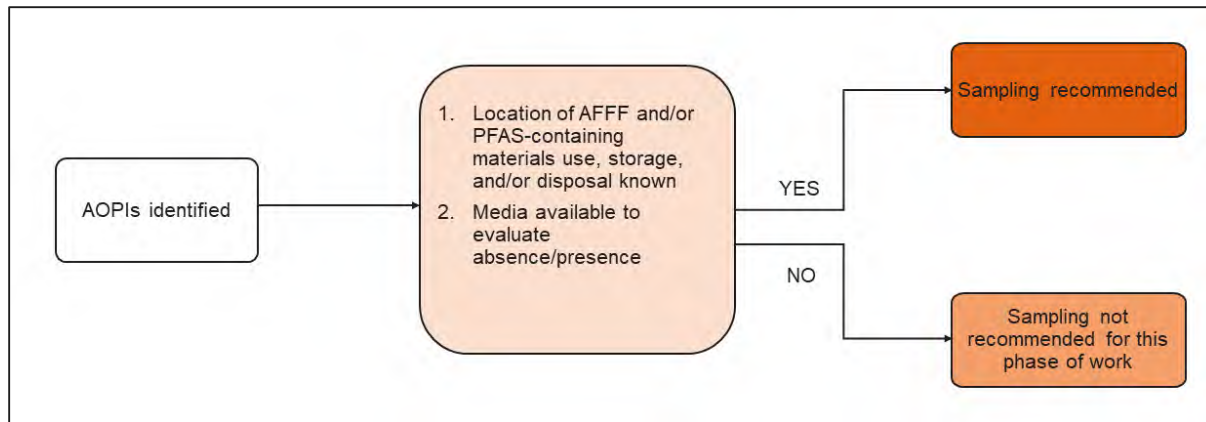 AOPIs identified
1. Location of AFFF and/or
PFAS-containing
materials use, storage,
and/or disposal known
2. Media available to
evaluate
absence/presence
YES
NO
Sampling recommended
Sampling not
recommended for this
phase of work